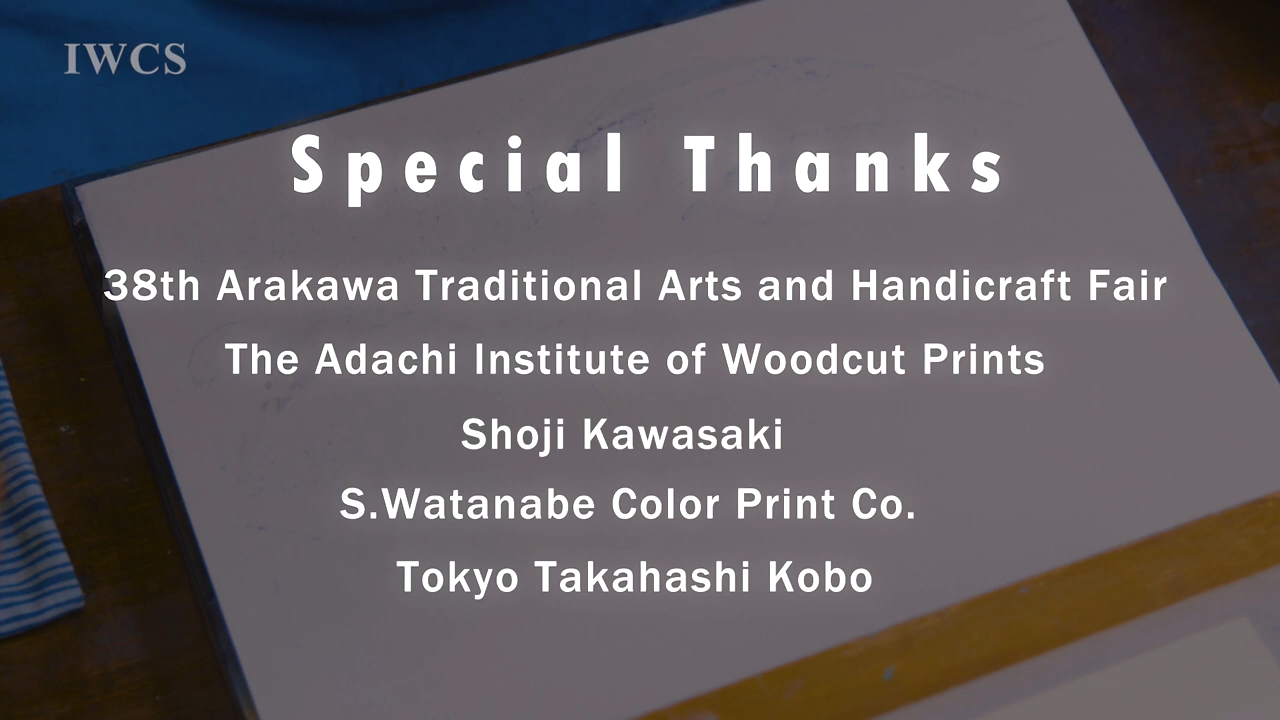 IWCS
Special Thanks
38th Arakawa Traditional Arts and Handicraft Fair
The Adachi Institute of Woodcut Prints
Shoji Kawasaki
S.Watanabe Color Print Co.
Tokyo Takahashi Kobo